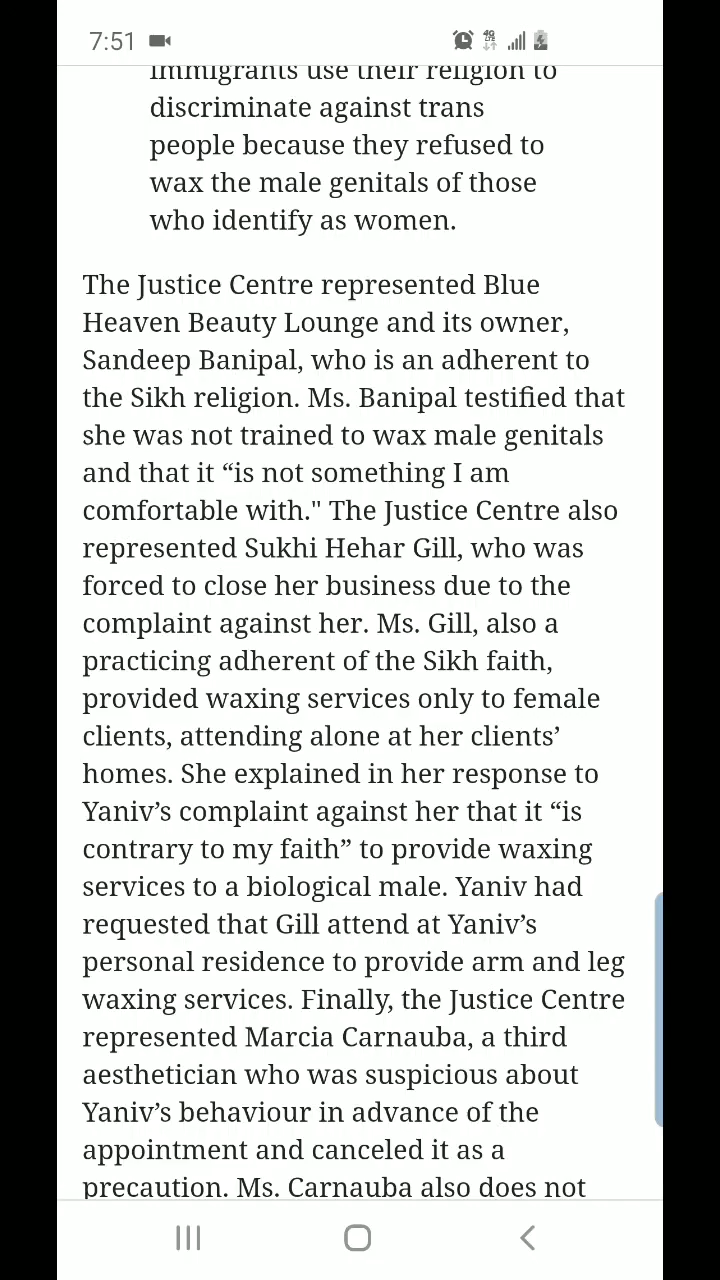 7:51
4G LTE
immigrants use their religion to
discriminate against trans
people because they refused to
wax the male genitals of those
who identify as women.
The Justice Centre represented Blue
Heaven Beauty Lounge and its owner,
Sandeep Banipal, who is an adherent to
the Sikh religion. Ms. Banipal testified that
she was not trained to wax male genitals
and that it “is not something I am
comfortable with." The Justice Centre also
represented Sukhi Hehar Gill, who was
forced to close her business due to the
complaint against her. Ms. Gill, also a
practicing adherent of the Sikh faith,
provided waxing services only to female
clients, attending alone at her clients’
homes. She explained in her response to
Yaniv’s complaint against her that it “is
contrary to my faith” to provide waxing
services to a biological male. Yaniv had
requested that Gill attend at Yaniv’s
personal residence to provide arm and leg
waxing services. Finally, the Justice Centre
represented Marcia Carnauba, a third
aesthetician who was suspicious about
Yaniv’s behaviour in advance of the
appointment and canceled it as a
precaution. Ms. Carnauba also does not